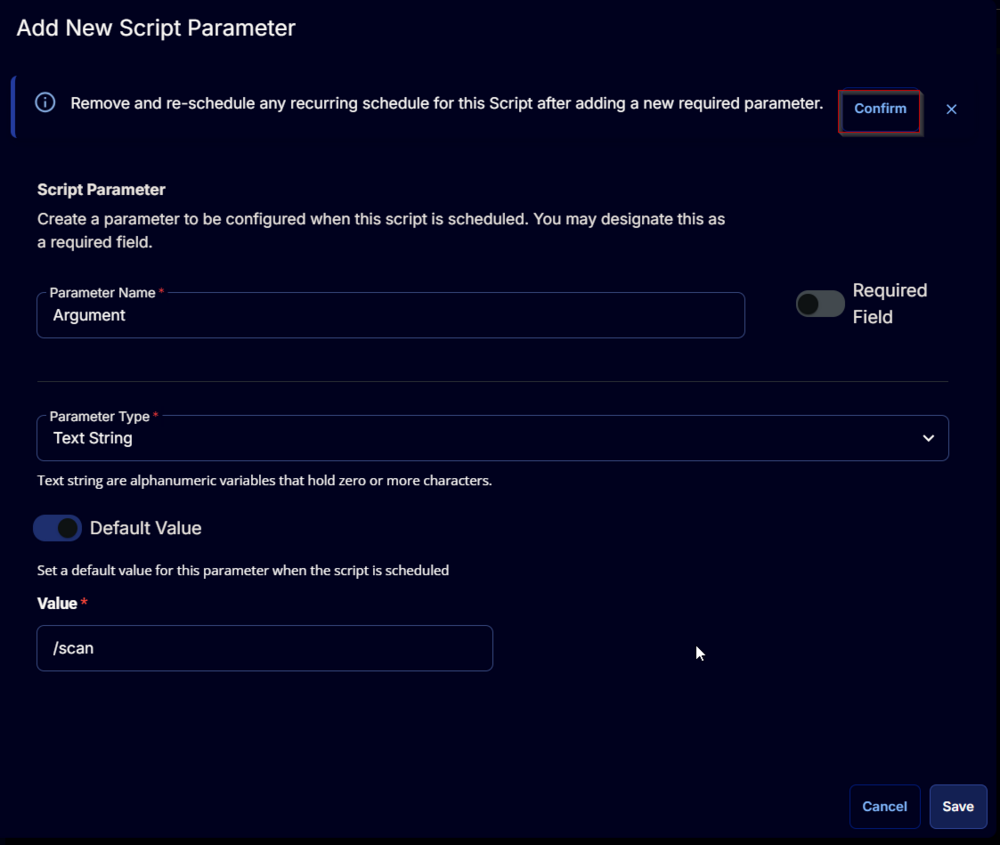 Add New Script Parameter
Remove and re-schedule any recurring schedule for this Script after adding a new required parameter.
Confirm
Script Parameter
Create a parameter to be configured when this script is scheduled. You may designate this as
a required field.
Parameter Name *
Argument
Required
Field
Parameter Type *
Text String
Text string are alphanumeric variables that hold zero or more characters.
Default Value
Set a default value for this parameter when the script is scheduled
Value *
/scan
Cancel
Save